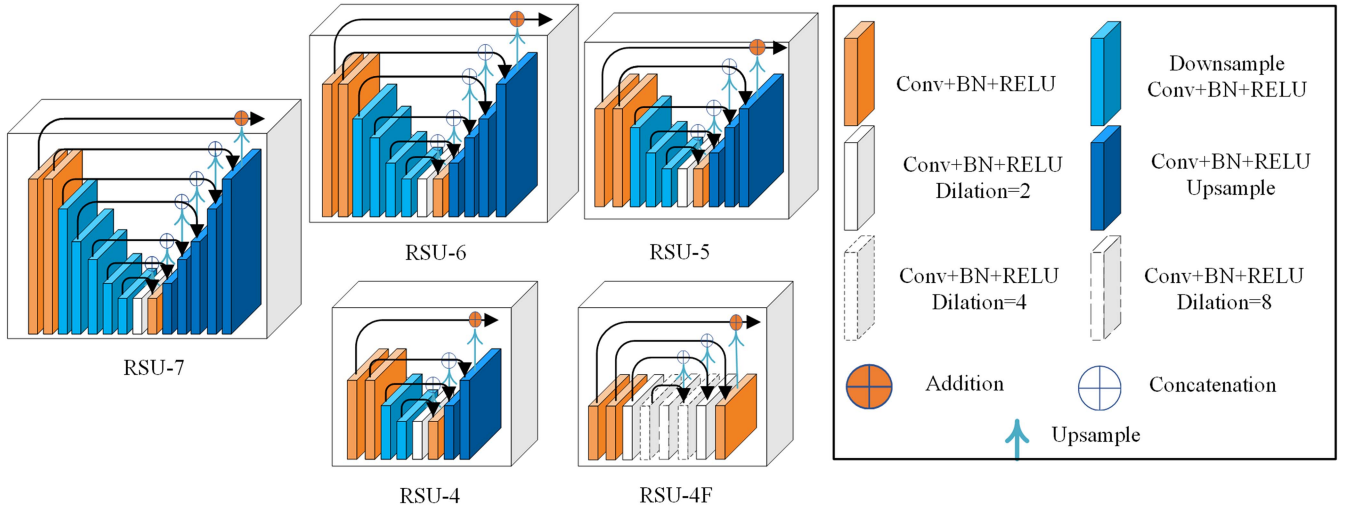 RSU-7
RSU-6
RSU-5
RSU-4
RSU-4F
Conv+BN+RELU
Downsample
Conv+BN+RELU
Conv+BN+RELU
Dilation=2
Conv+BN+RELU
Upsample
Conv+BN+RELU
Dilation=4
Conv+BN+RELU
Dilation=8
Addition
Concatenation
Upsample